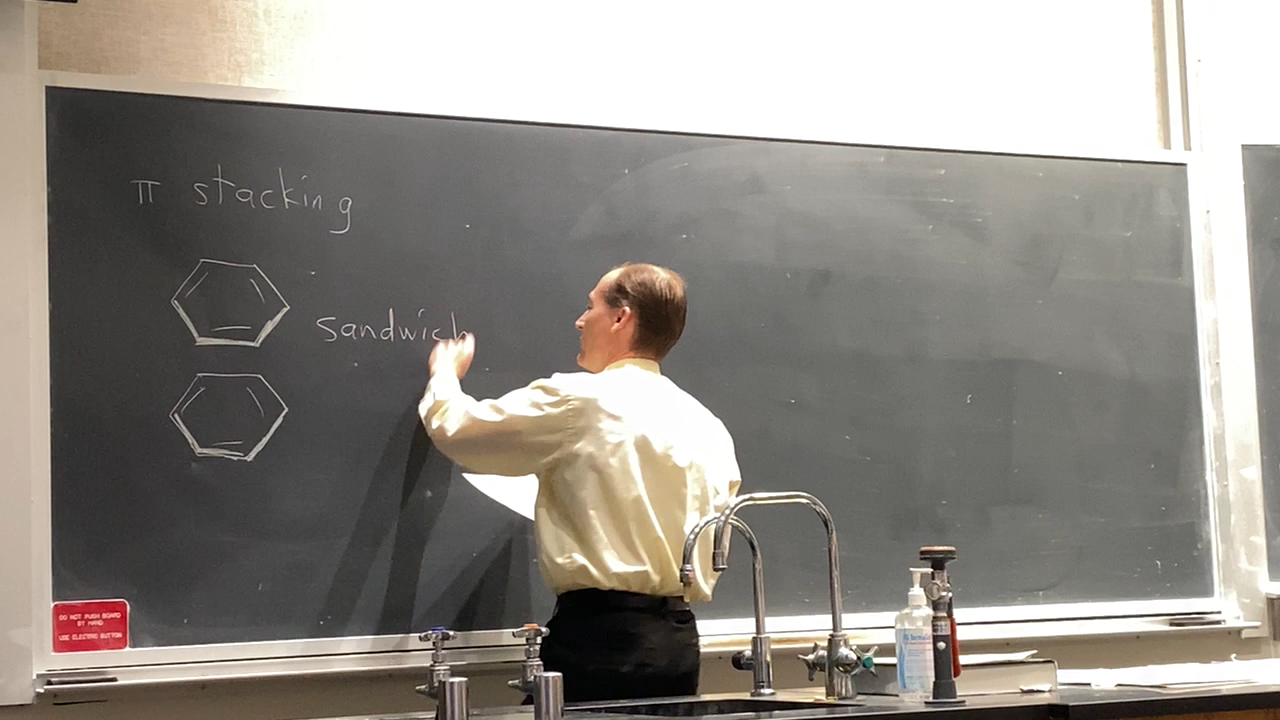 π stacking
sandwich
DO NOT PUSH BOARD
BY HAND
USE ELECTRIC BUTTON